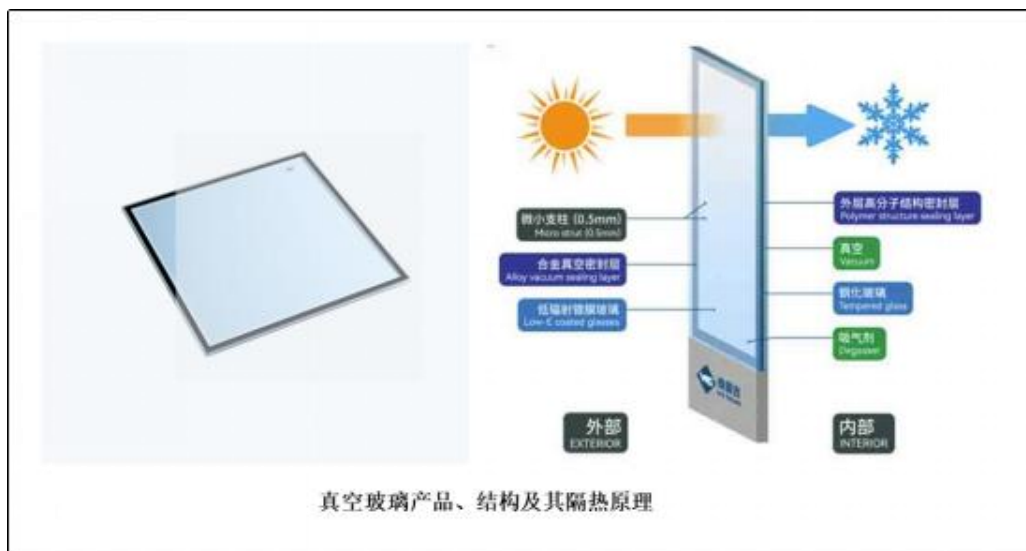 微小支柱 (0.5mm)
Micro strut (0.5mm)
合金真空密封层
Alloy vacuum sealing layer
低辐射镀膜玻璃
Low-E coated glasses
外部
EXTERIOR
外层高分子结构密封层
Polymer structure sealing layer
真空
Vacuum
钢化玻璃
Tempered glass
吸气剂
Degasser
内部
INTERIOR
真空玻璃产品、结构及其隔热原理